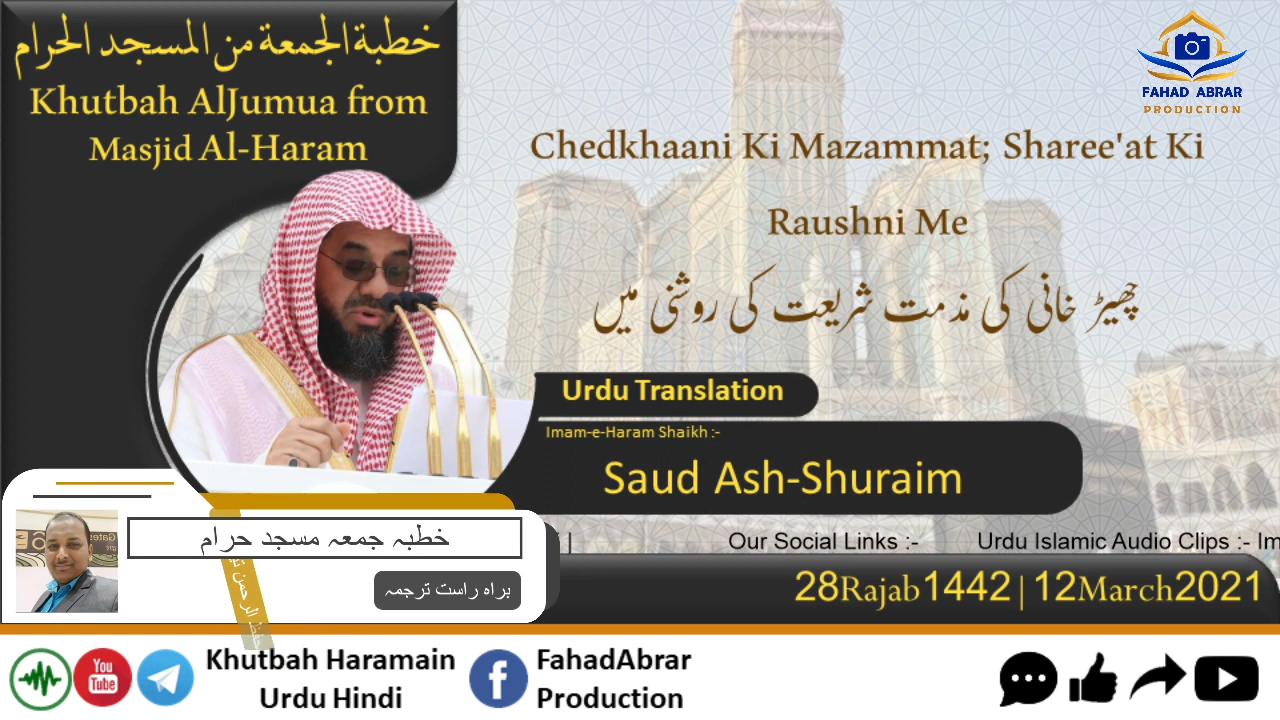 خطبة الجمعة من المسجد الحرام
Khutbah AlJumua from
Masjid Al-Haram
FAHAD ABRAR
PRODUCTION
Chedkhaani Ki Mazammat; Sharee'at Ki
Raushni Me
چھیڑ خانی کی مذمت شریعت کی روشنی میں
Urdu Translation
Imam-e-Haram Shaikh :-
Saud Ash-Shuraim
خطبہ جمعہ مسجد حرام
براہ راست ترجمہ
| Our Social Links :- Urdu Islamic Audio Clips :- Im
28Rajab1442 | 12March2021
You
Tube
Khutbah Haramain
Urdu Hindi
FahadAbrar
Production